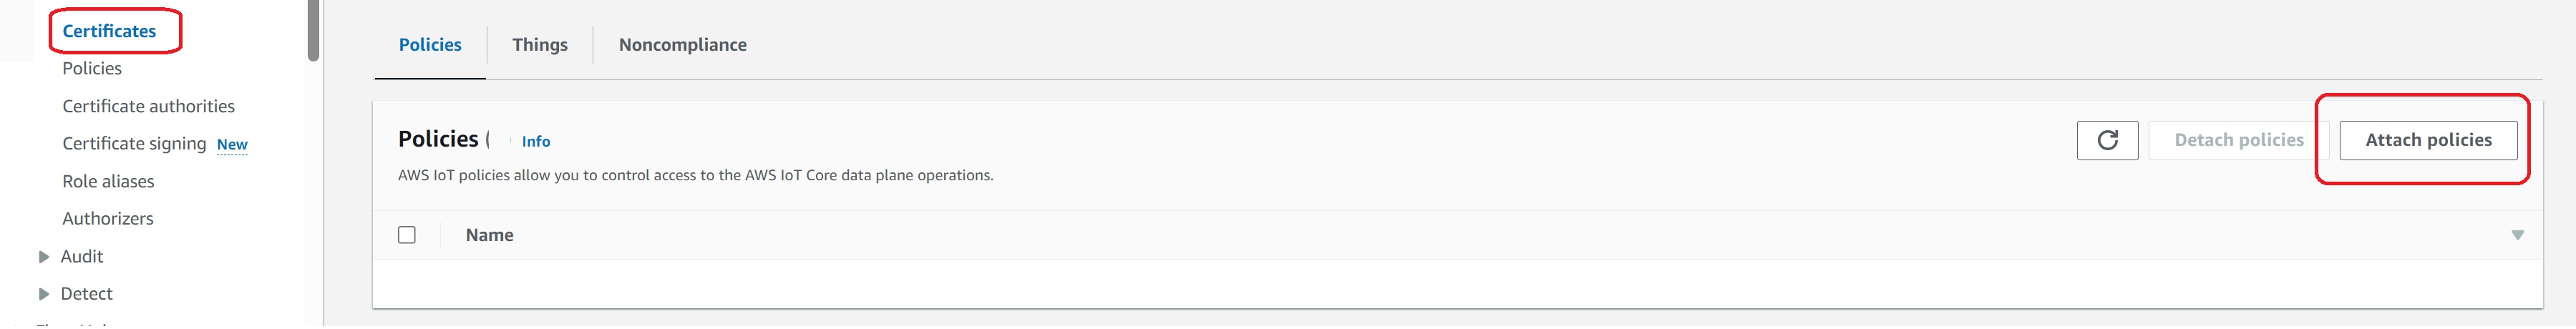 Certificates
Policies
Certificate authorities
Certificate signing New
Role aliases
Authorizers
Audit
Detect
Policies
Things
Noncompliance
Policies ( Info
AWS IoT policies allow you to control access to the AWS IoT Core data plane operations.
Detach policies
Attach policies
Name